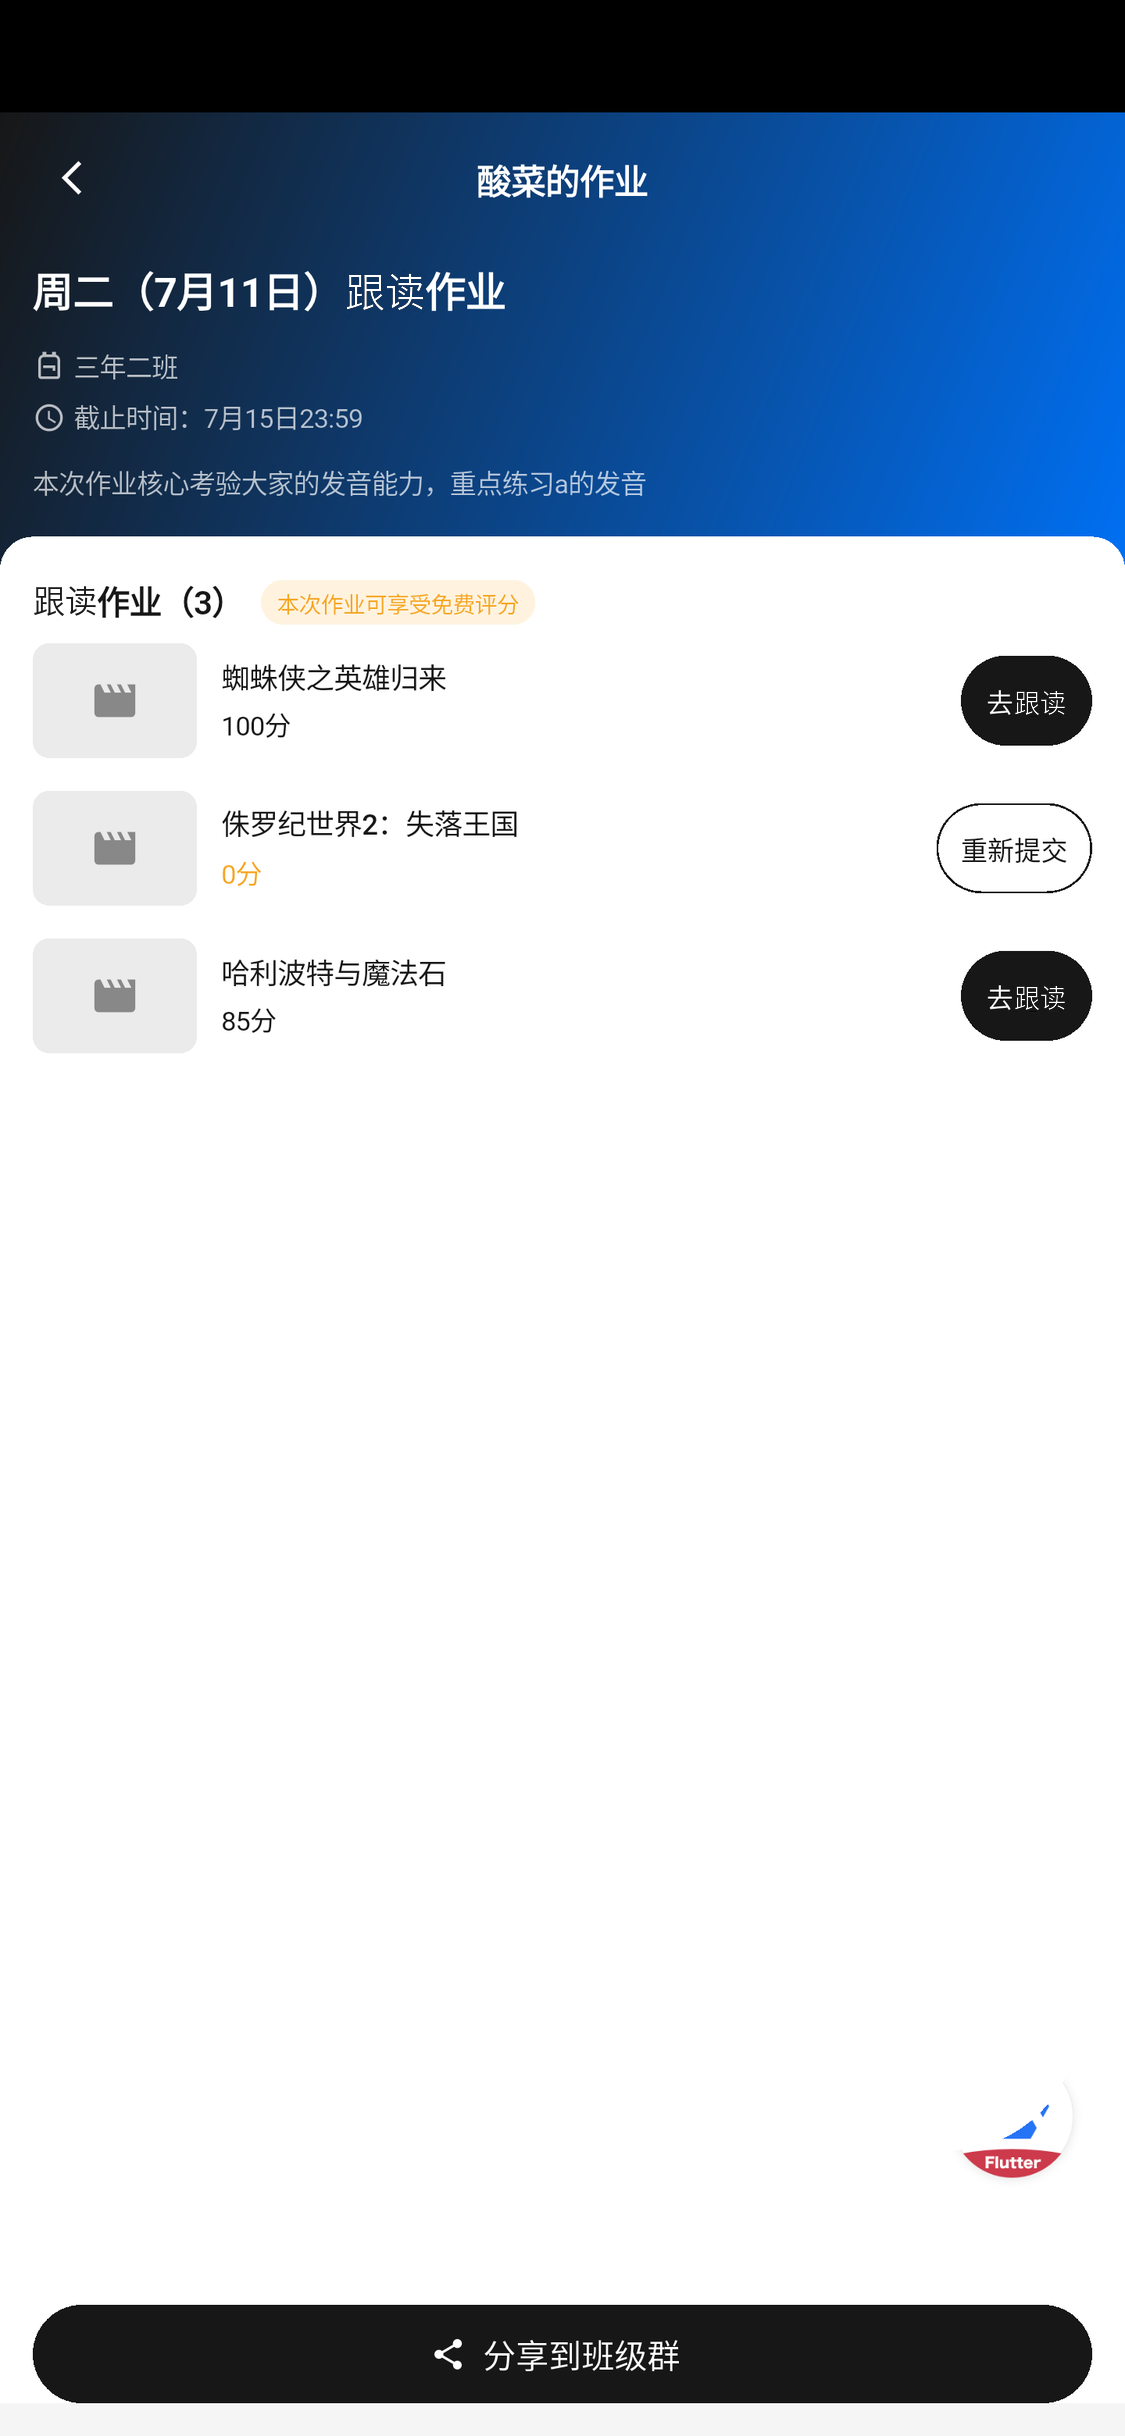 酸菜的作业
周二（7月11日）跟读作业
三年二班
截止时间：7月15日23:59
本次作业核心考验大家的发音能力，重点练习a的发音
跟读作业（3） 本次作业可享受免费评分
蜘蛛侠之英雄归来
100分
去跟读
侏罗纪世界2：失落王国
0分
重新提交
哈利波特与魔法石
85分
去跟读
Flutter
分享到班级群